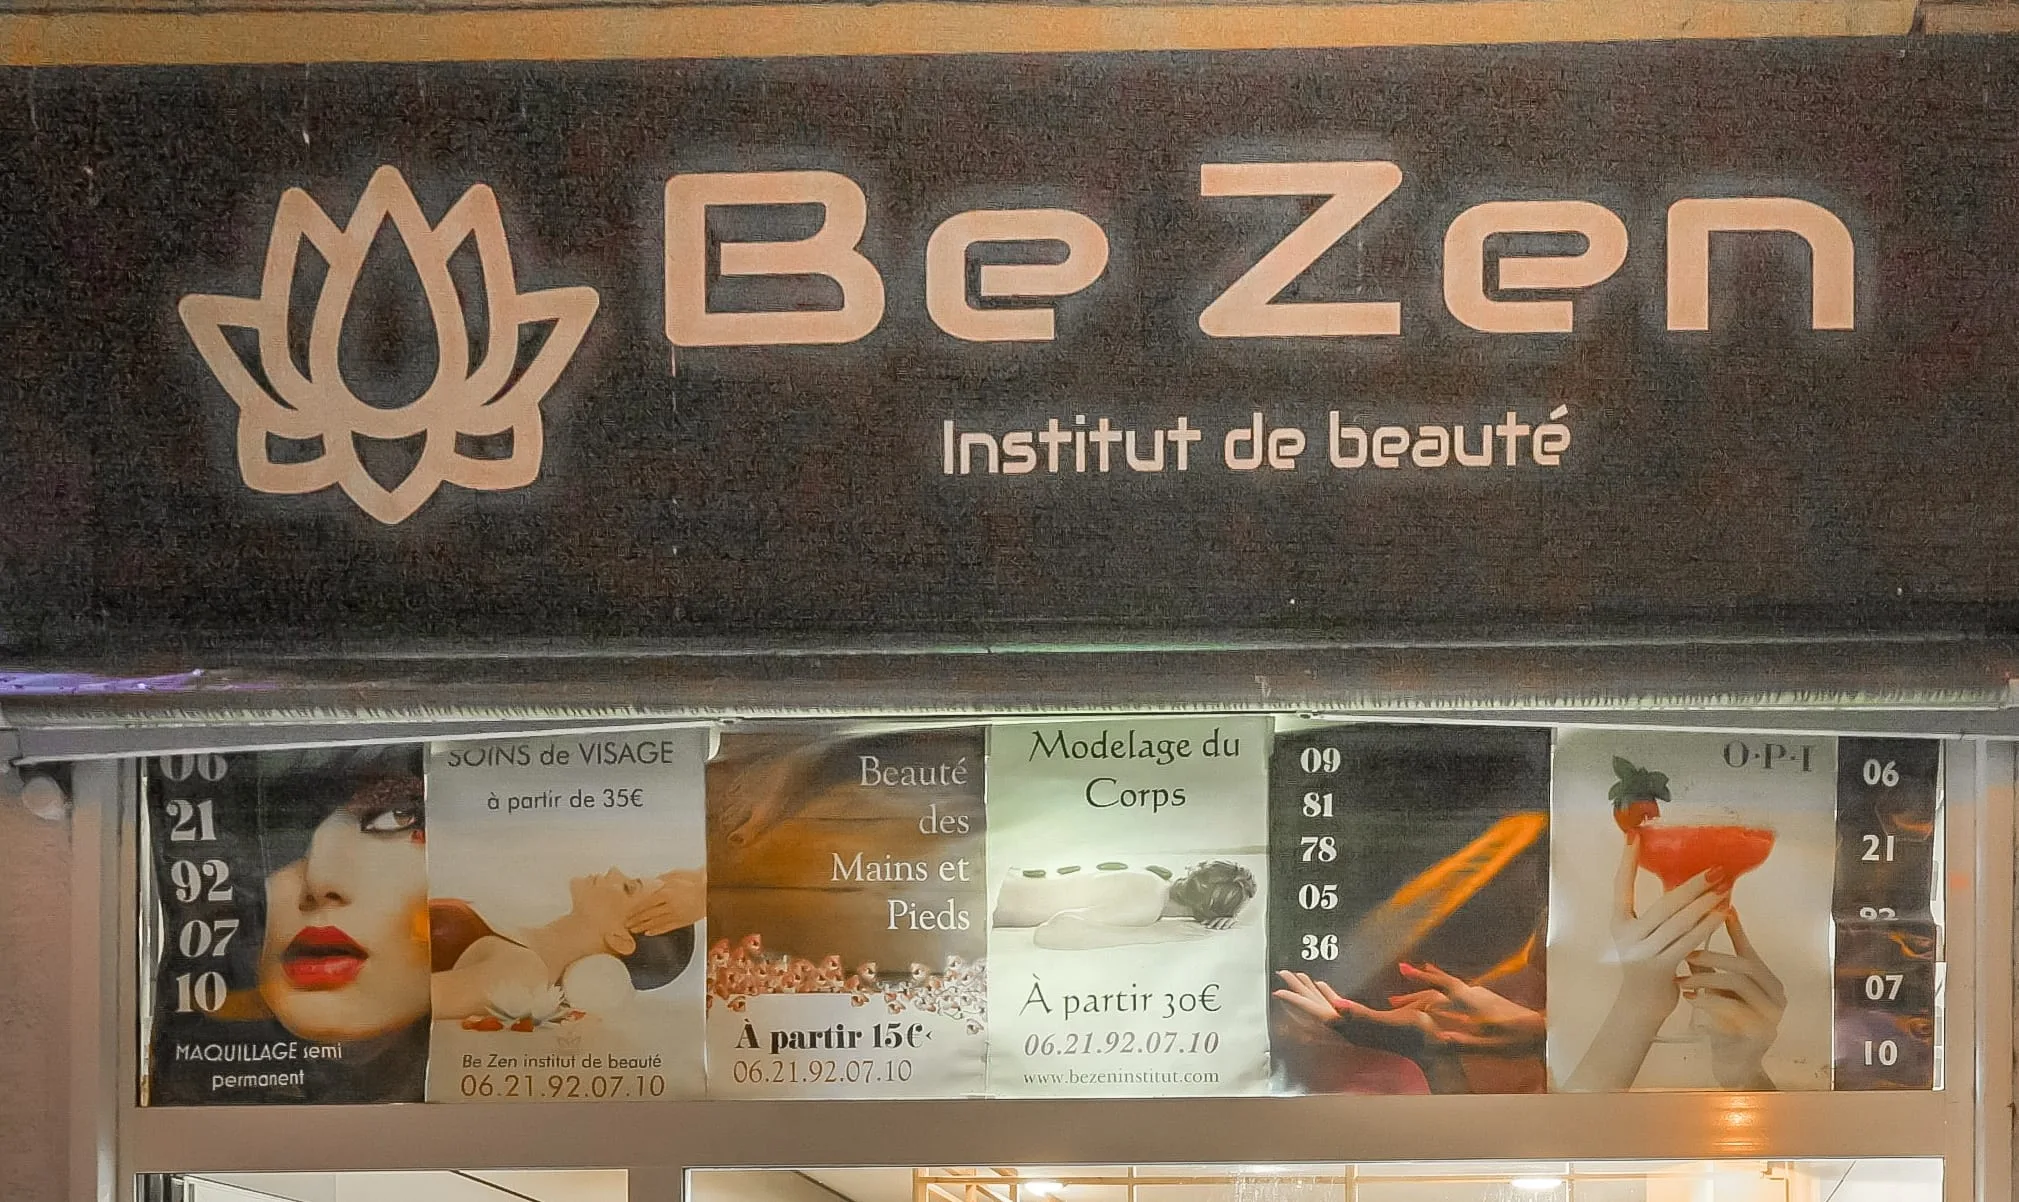 Be Zen
Institut de beauté
06
21
92
07
10
MAQUILLAGE semi
permanent
SOINS de VISAGE
à partir de 35€
Be Zen institut de beauté
06.21.92.07.10
Beauté
des
Mains et
Pieds
À partir 15€
06.21.92.07.10
Modelage du
Corps
À partir 30€
06.21.92.07.10
www.bezeninstitut.com
09
81
78
05
36
O·P·I
06
21
92
07
10